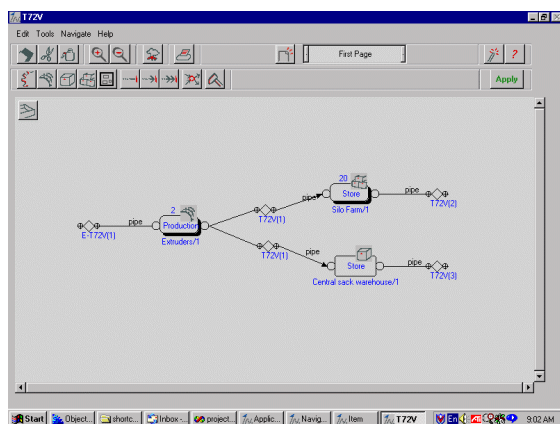 T72V
Edit Tools Navigate Help
First Page
?
Apply
20
Store
pipe
pipe
T72V(2)
Silo Farm/1
T72V(1)
2
pipe
Production
E-T72V(1)
Extruders/1
T72V(1)
pipe
Store
pipe
T72V(3)
Central sack warehouse/1
Start Object... shortc... Inbox -... project... Applic... Navig... Item T72V En 9:02 AM